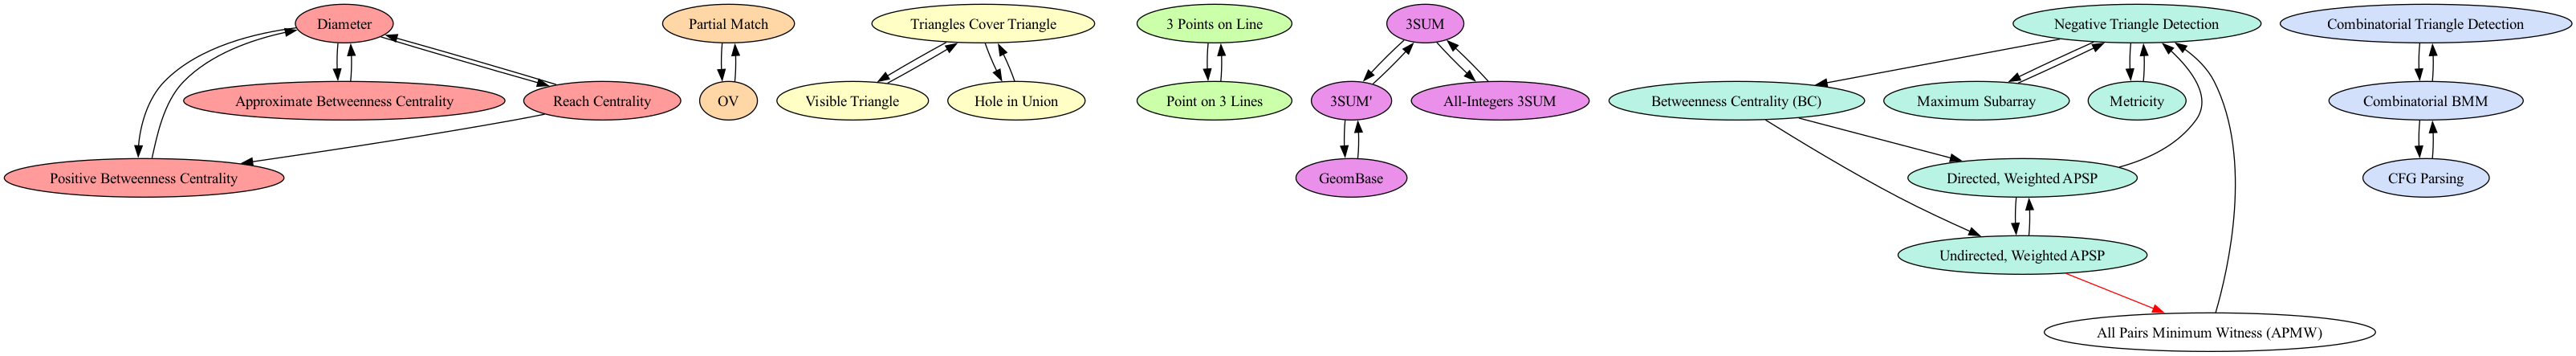 Diameter
Partial Match
Triangles Cover Triangle
3 Points on Line
3SUM
Negative Triangle Detection
Combinatorial Triangle Detection
Approximate Betweenness Centrality
Reach Centrality
OV
Visible Triangle
Hole in Union
Point on 3 Lines
3SUM'
All-Integers 3SUM
Betweenness Centrality (BC)
Maximum Subarray
Metricity
Combinatorial BMM
Positive Betweenness Centrality
GeomBase
Directed, Weighted APSP
CFG Parsing
Undirected, Weighted APSP
All Pairs Minimum Witness (APMW)